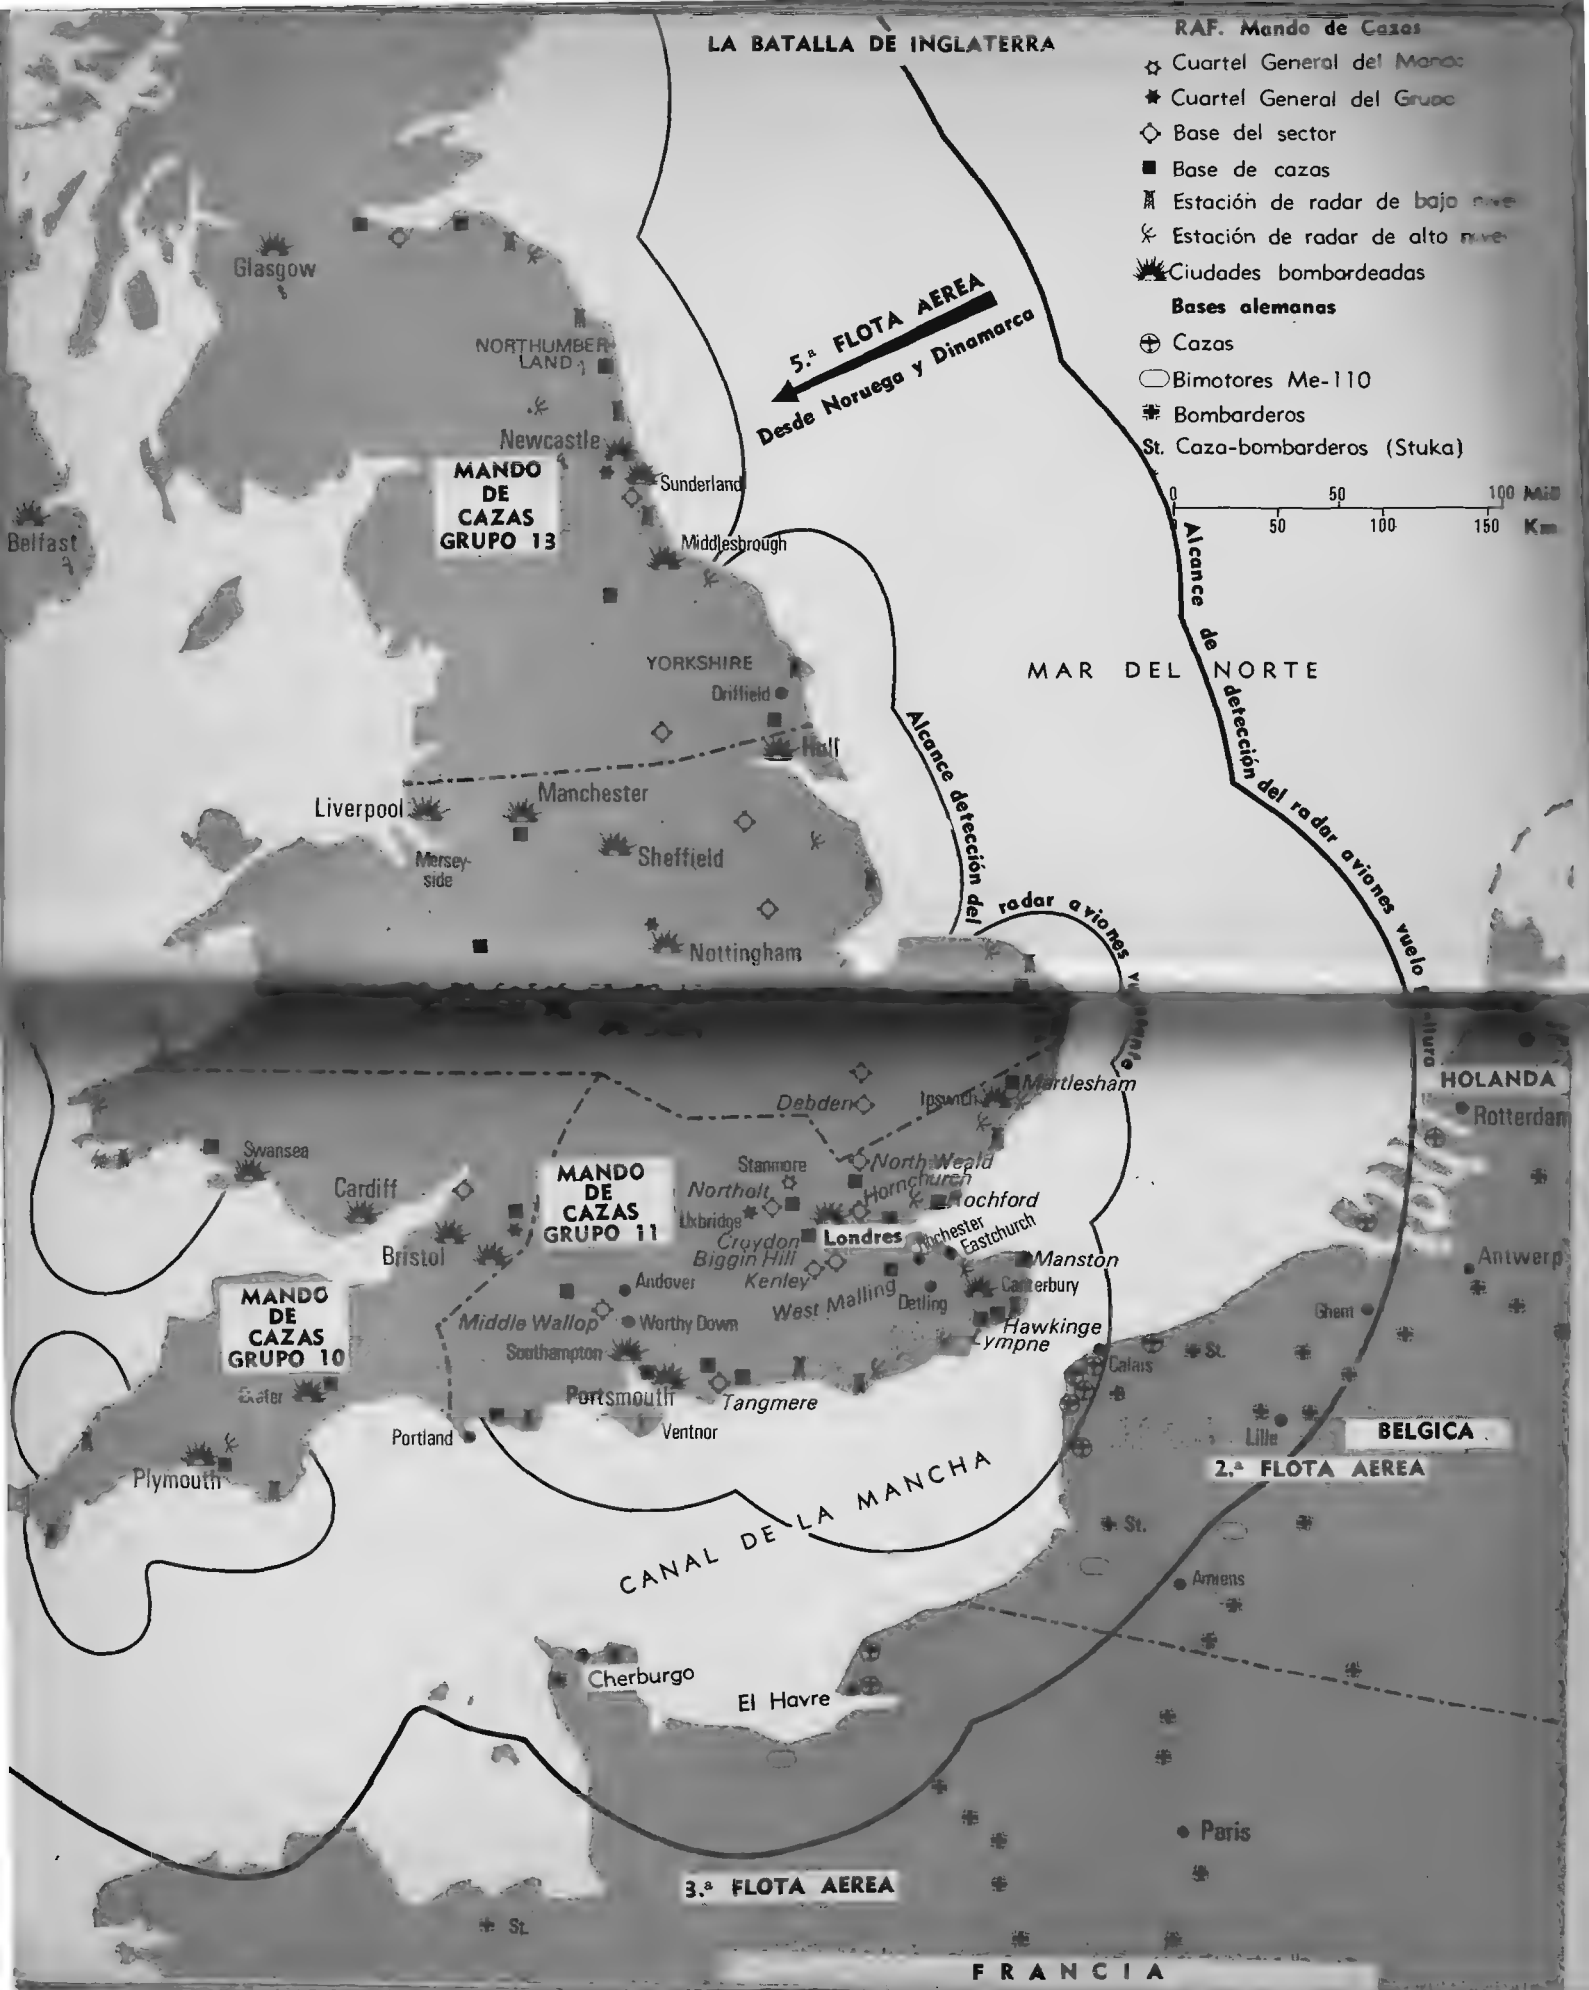 LA BATALLA DE INGLATERRA
RAF. Mando de Cazas
Cuartel General del Mando
Cuartel General del Grupo
Base del sector
Base de cazas
Estación de radar de bajo
Estación de radar de alto
Ciudades bombardeadas
Bases alemanas
Cazas
Bimotores Me-110
Bombarderos
St. Caza-bombarderos (Stuka)
0 50 100 Mill
50 100 150 Km
5.ª FLOTA AEREA
Desde Noruega y Dinamarca
Glasgow
NORTHUMBER-
LAND
Newcastle
Sunderland
MANDO
DE
CAZAS
GRUPO 13
Belfast
Middlesbrough
YORKSHIRE
Driffield
Hull
MAR DEL NORTE
Alcance de detección del radar aviones vuelo
Alcance detección del radar aviones
Liverpool
Manchester
Mersey-
side
Sheffield
Nottingham
HOLANDA
Rotterdam
Martlesham
Ipswich
Debden
Swansea
Cardiff
Bristol
MANDO
DE
CAZAS
GRUPO 11
Stanmore
North Weald
Northolt
Hornchurch
Rochford
Uxbridge
Londres
Croydon
Eastchurch
Biggin Hill
Manston
Kenley
Canterbury
West Malling
Detling
Andover
Middle Wallop
Worthy Down
Hawkinge
Lympne
Southampton
Portsmouth
Tangmere
Ventnor
Portland
MANDO
DE
CAZAS
GRUPO 10
Exeter
Plymouth
Antwerp
Ghent
Calais
St.
Lille
BELGICA
2.ª FLOTA AEREA
St.
Amiens
CANAL DE LA MANCHA
Cherburgo
El Havre
Paris
3.ª FLOTA AEREA
St.
FRANCIA